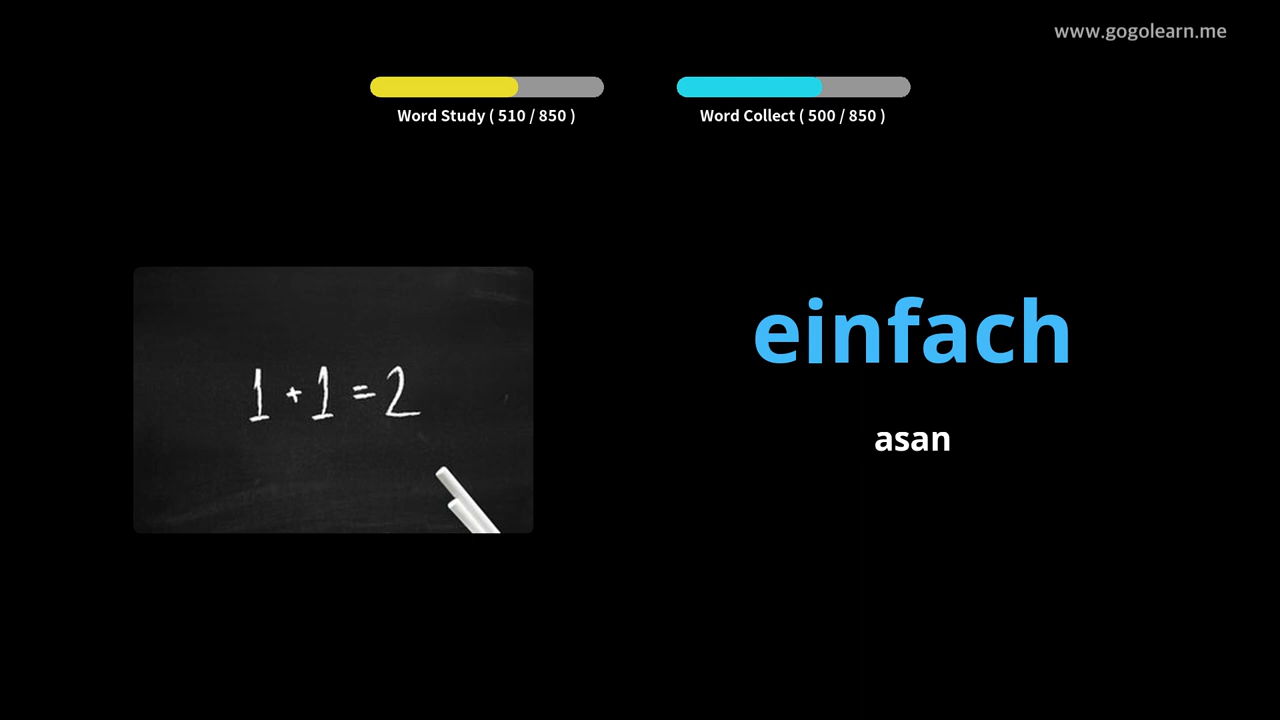 www.gogolearn.me
Word Study ( 510 / 850 )
Word Collect ( 500 / 850 )
1 + 1 = 2
einfach
asan